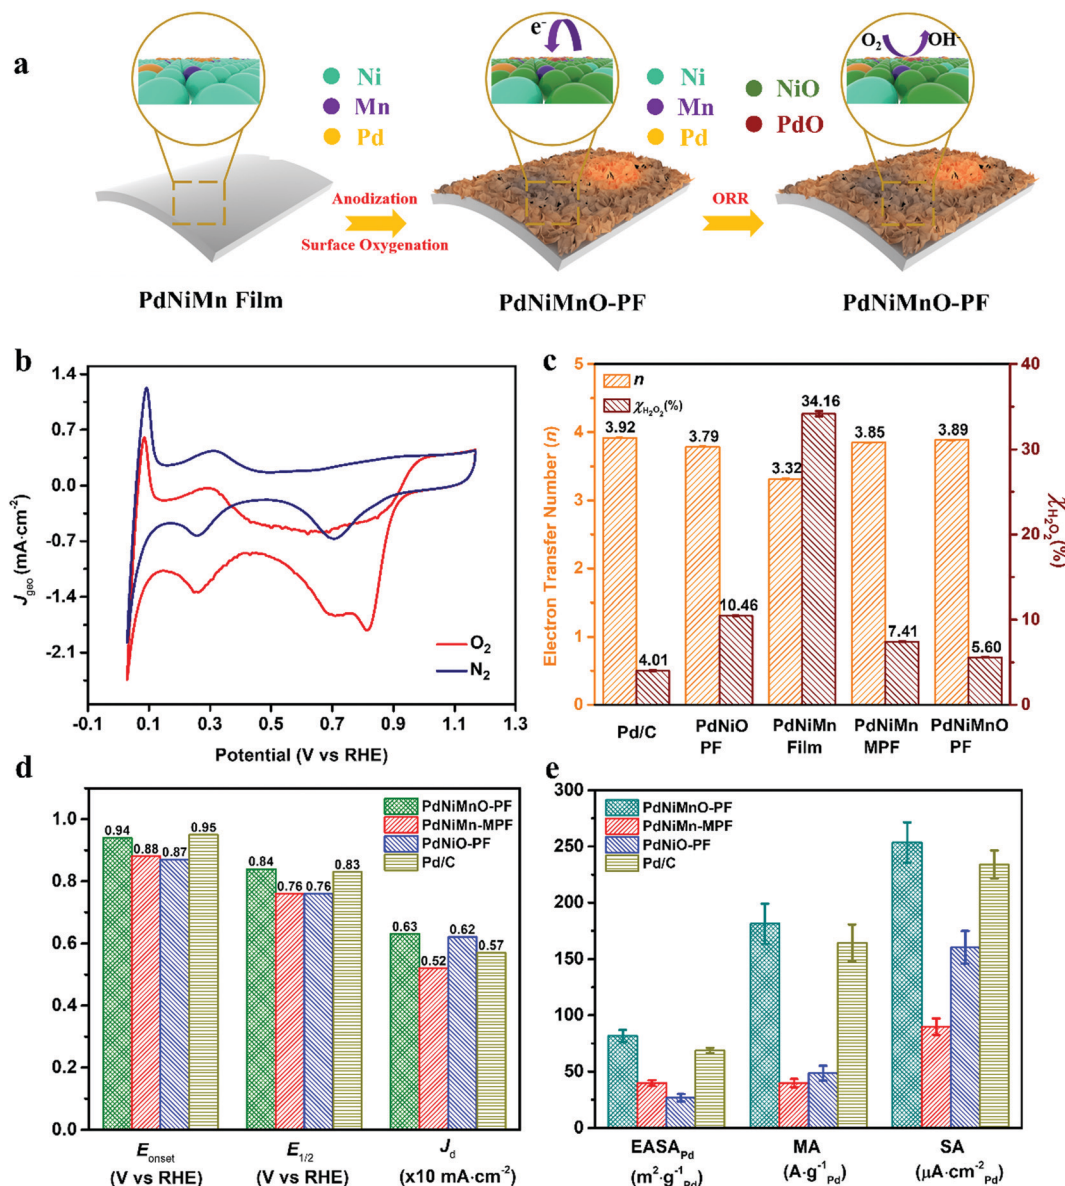 a
e⁻
O₂ OH⁻
Ni
Mn
Pd
Ni
Mn
Pd
NiO
PdO
Anodization
Surface Oxygenation
ORR
PdNiMn Film
PdNiMnO-PF
PdNiMnO-PF
b
1.4
0.7
0.0
-0.7
-1.4
-2.1
J_geo (mA·cm⁻²)
O₂
N₂
-0.1 0.1 0.3 0.5 0.7 0.9 1.1 1.3
Potential (V vs RHE)
c
5
4
3
2
1
0
Electron Transfer Number (n)
n
χH₂O₂(%)
3.92
4.01
3.79
10.46
3.32
34.16
3.85
7.41
3.89
5.60
40
30
20
10
0
χH₂O₂(%)
Pd/C
PdNiO
PF
PdNiMn
Film
PdNiMn
MPF
PdNiMnO
PF
d
1.0
0.8
0.6
0.4
0.2
0.0
PdNiMnO-PF
PdNiMn-MPF
PdNiO-PF
Pd/C
0.94
0.88
0.87
0.95
0.84
0.76
0.76
0.83
0.63
0.52
0.62
0.57
E_onset
(V vs RHE)
E_1/2
(V vs RHE)
J_d
(x10 mA·cm⁻²)
e
300
250
200
150
100
50
0
PdNiMnO-PF
PdNiMn-MPF
PdNiO-PF
Pd/C
EASA_Pd
(m²·g⁻¹_Pd)
MA
(A·g⁻¹_Pd)
SA
(μA·cm⁻²_Pd)